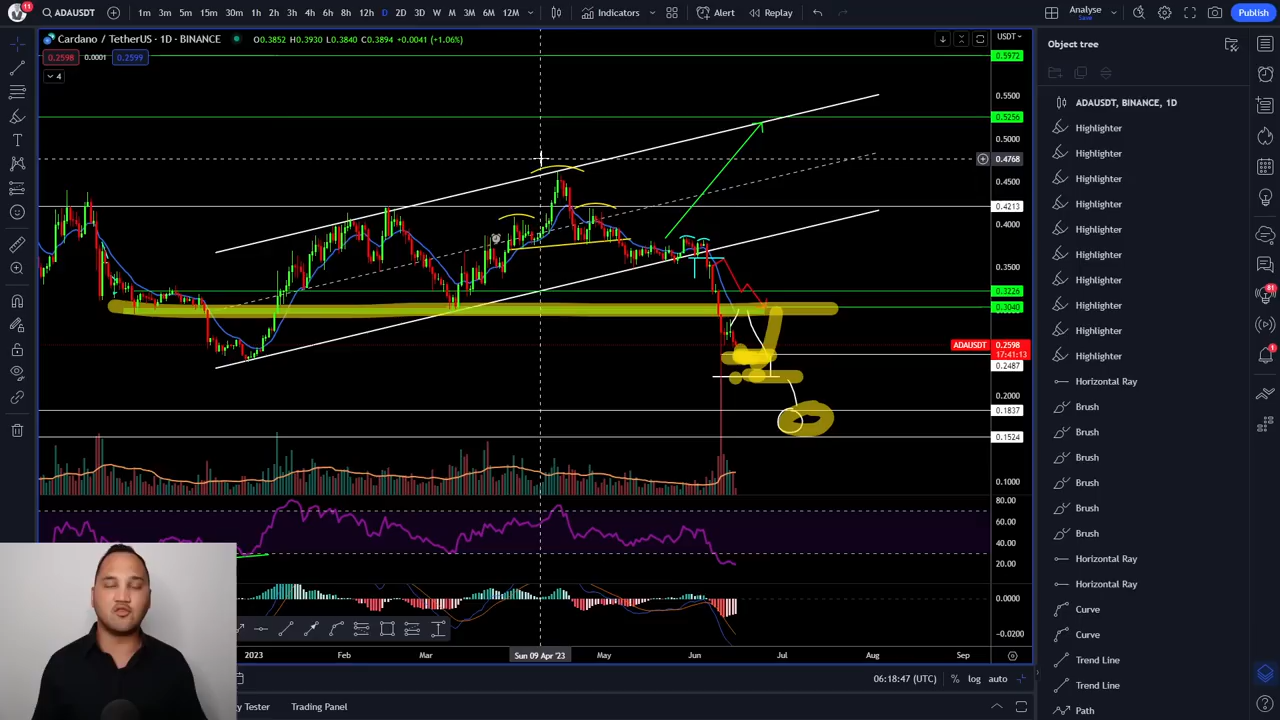 11
ADAUSDT
1m 3m 5m 15m 30m 1h 2h 3h 4h 6h 8h 12h D 2D 3D W M 3M 6M 12M
Indicators
Alert
Replay
Analyse
Save
Publish
Cardano / TetherUS · 1D · BINANCE
O0.3852 H0.3930 L0.3840 C0.3894 +0.0041 (+1.06%)
USDT
0.2598 0.0001 0.2599
4
0.5972
0.5500
0.5256
0.5000
0.4768
0.4500
0.4213
0.4000
0.3500
0.3226
0.3040
ADAUSDT 0.2598
17:41:13
0.2487
0.2000
0.1837
0.1524
0.1000
80.00
60.00
40.00
20.00
0.0000
-0.0200
2023 Feb Mar Sun 09 Apr '23 May Jun Jul Aug Sep
06:18:47 (UTC) % log auto
y Tester
Trading Panel
Object tree
ADAUSDT, BINANCE, 1D
Highlighter
Highlighter
Highlighter
Highlighter
Highlighter
Highlighter
Highlighter
Highlighter
Highlighter
Highlighter
Horizontal Ray
Brush
Brush
Brush
Brush
Brush
Brush
Horizontal Ray
Horizontal Ray
Curve
Curve
Trend Line
Trend Line
Path
81
1